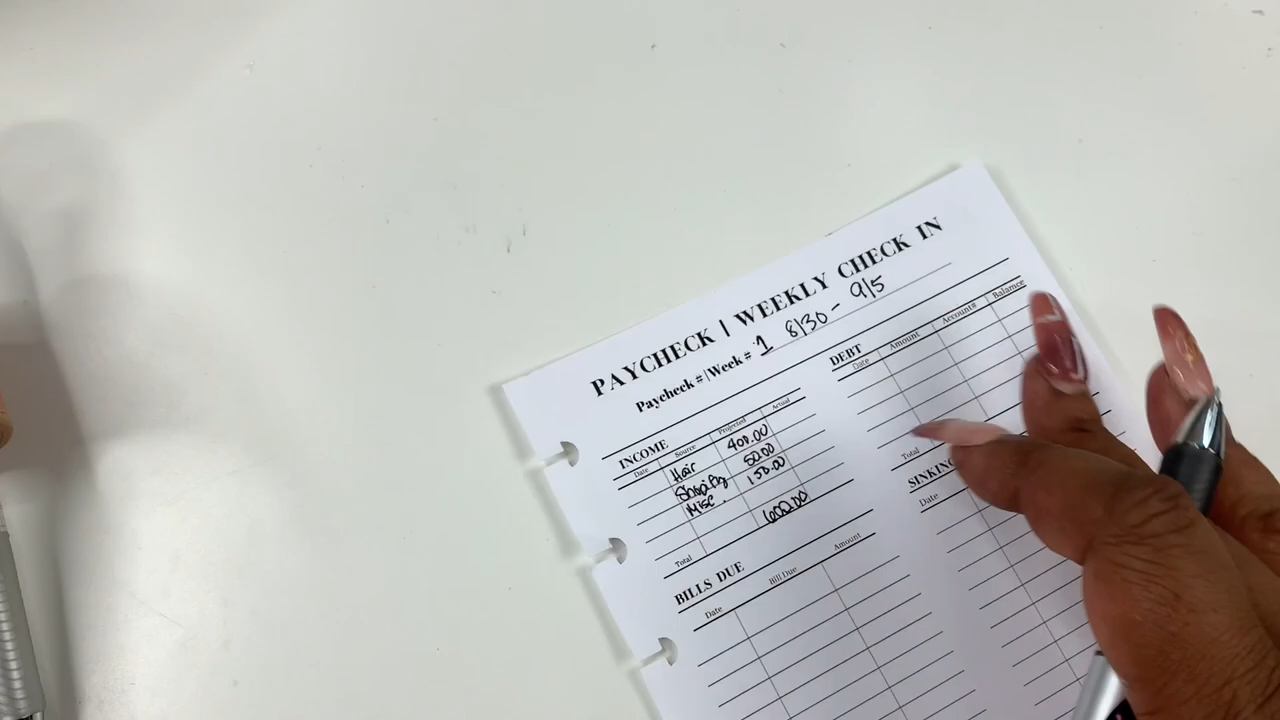 PAYCHECK | WEEKLY CHECK IN
Paycheck # |Week # 1 8/30 - 9/5
INCOME
Date Source Projected Actual
Hair 400.00
Shopify 50.00
Misc. 150.00
Total 600.00
BILLS DUE
Date Bill Due Amount
DEBT
Date Amount Account# Balance
Total
SINKING
Date